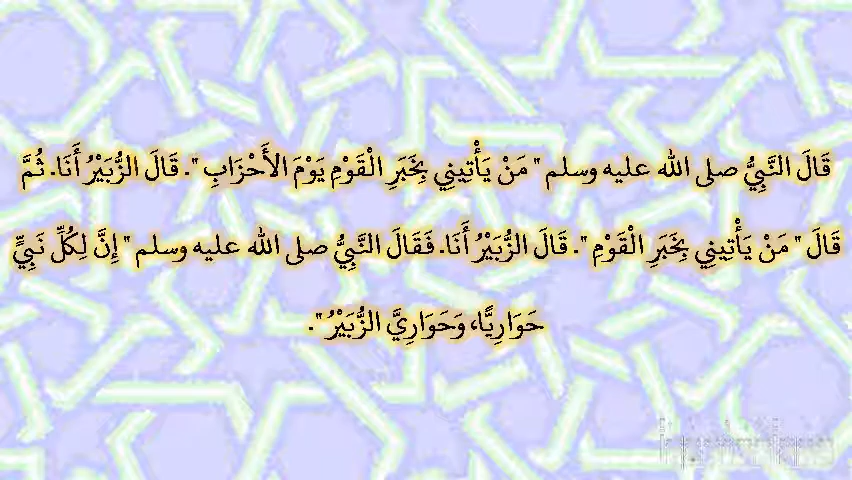 قَالَ النَّبِيُّ صلى الله عليه وسلم ‏"‏ مَنْ يَأْتِينِي بِخَبَرِ الْقَوْمِ يَوْمَ الأَحْزَابِ ‏"‏‏.‏ قَالَ الزُّبَيْرُ أَنَا‏.‏ ثُمَّ
قَالَ ‏"‏ مَنْ يَأْتِينِي بِخَبَرِ الْقَوْمِ ‏"‏‏.‏ قَالَ الزُّبَيْرُ أَنَا‏.‏ فَقَالَ النَّبِيُّ صلى الله عليه وسلم ‏"‏ إِنَّ لِكُلِّ نَبِيٍّ
حَوَارِيًّا، وَحَوَارِيَّ الزُّبَيْرُ ‏"‏‏.‏